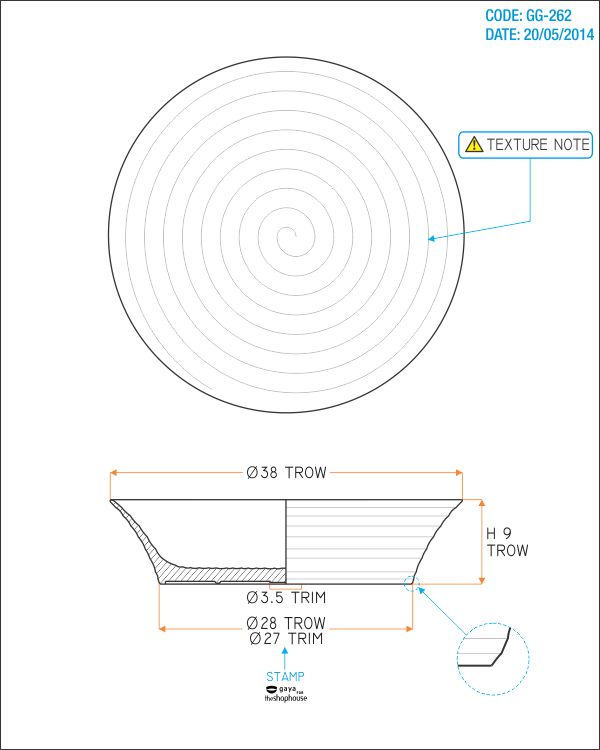 CODE: GG-262
DATE: 20/05/2014
TEXTURE NOTE
Ø38 TROW
H 9
TROW
Ø3.5 TRIM
Ø28 TROW
Ø27 TRIM
STAMP
gaya FOR
theshophouse